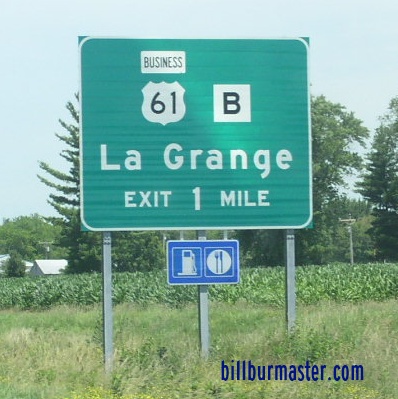 BUSINESS
61 B
La Grange
EXIT 1 MILE
billburmaster.com